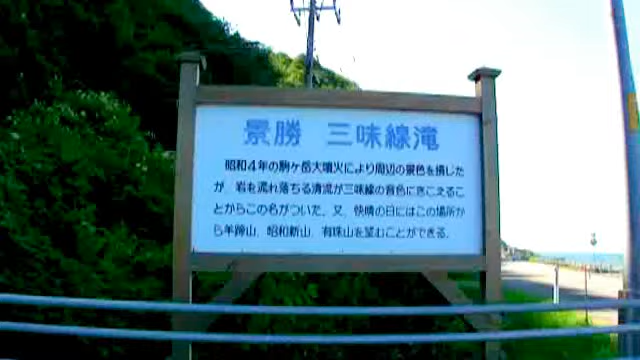 景勝 三味線滝
昭和4年の駒ヶ岳大噴火により周辺の景色を損じた
が、岩を流れ落ちる清流が三味線の音色にきこえるこ
とからこの名がついた。又、快晴の日にはこの場所か
ら羊蹄山、昭和新山、有珠山を望むことができる。